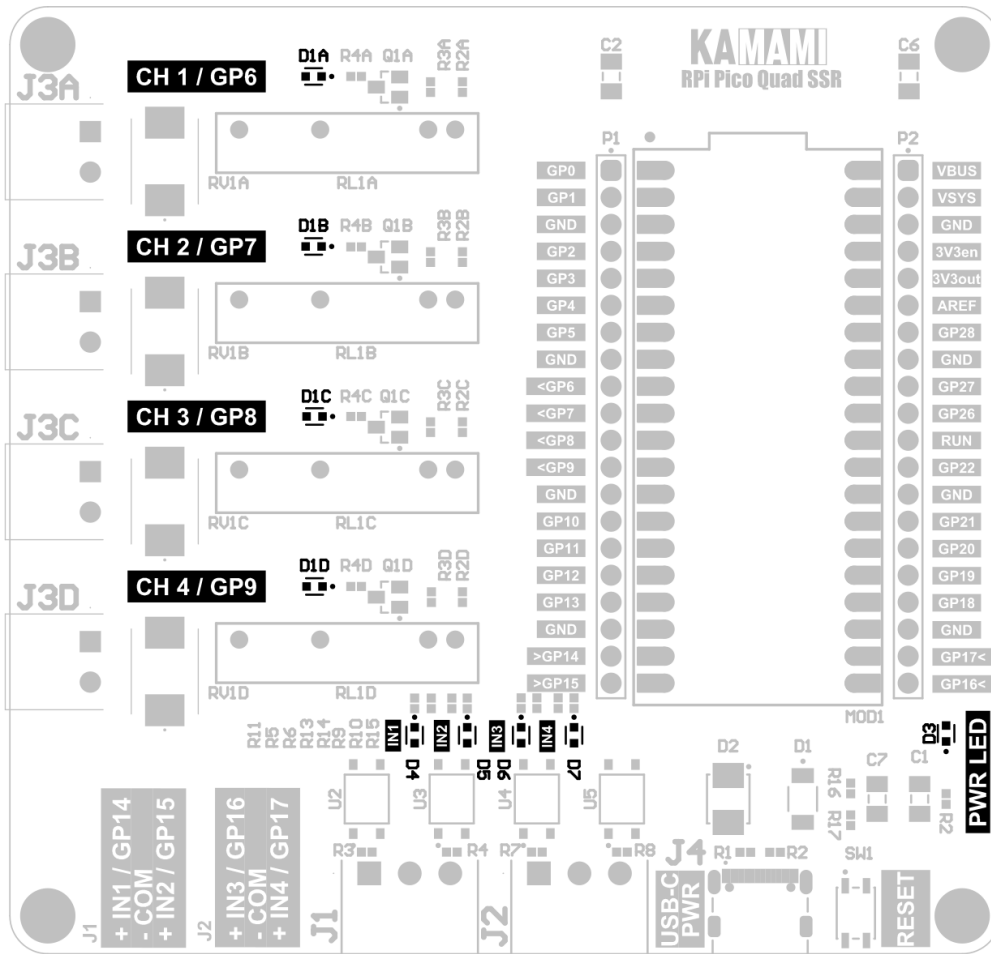 KAMAMI
RPi Pico Quad SSR
C2
C6
J3A
CH 1 / GP6
D1A
R4A
Q1A
R3A
R2A
RV1A
RL1A
J3B
CH 2 / GP7
D1B
R4B
Q1B
R3B
R2B
RV1B
RL1B
J3C
CH 3 / GP8
D1C
R4C
Q1C
R3C
R2C
RV1C
RL1C
J3D
CH 4 / GP9
D1D
R4D
Q1D
R3D
R2D
RV1D
RL1D
P1
GP0
GP1
GND
GP2
GP3
GP4
GP5
GND
<GP6
<GP7
<GP8
<GP9
GND
GP10
GP11
GP12
GP13
GND
>GP14
>GP15
P2
VBUS
VSYS
GND
3V3en
3V3out
AREF
GP28
GND
GP27
GP26
RUN
GP22
GND
GP21
GP20
GP19
GP18
GND
GP17<
GP16<
MOD1
R11
R5
R6
R13
R14
R9
R10
R15
IN1
IN2
IN3
IN4
D4
D5
D6
D7
D3
PWR LED
U2
U3
U4
U5
D2
D1
R16
R17
C7
C1
R2
R3
R4
R7
R8
J1
+ IN1 / GP14
- COM
+ IN2 / GP15
J2
+ IN3 / GP16
- COM
+ IN4 / GP17
J1
J2
J4
R1
R2
USB-C
PWR
SW1
RESET